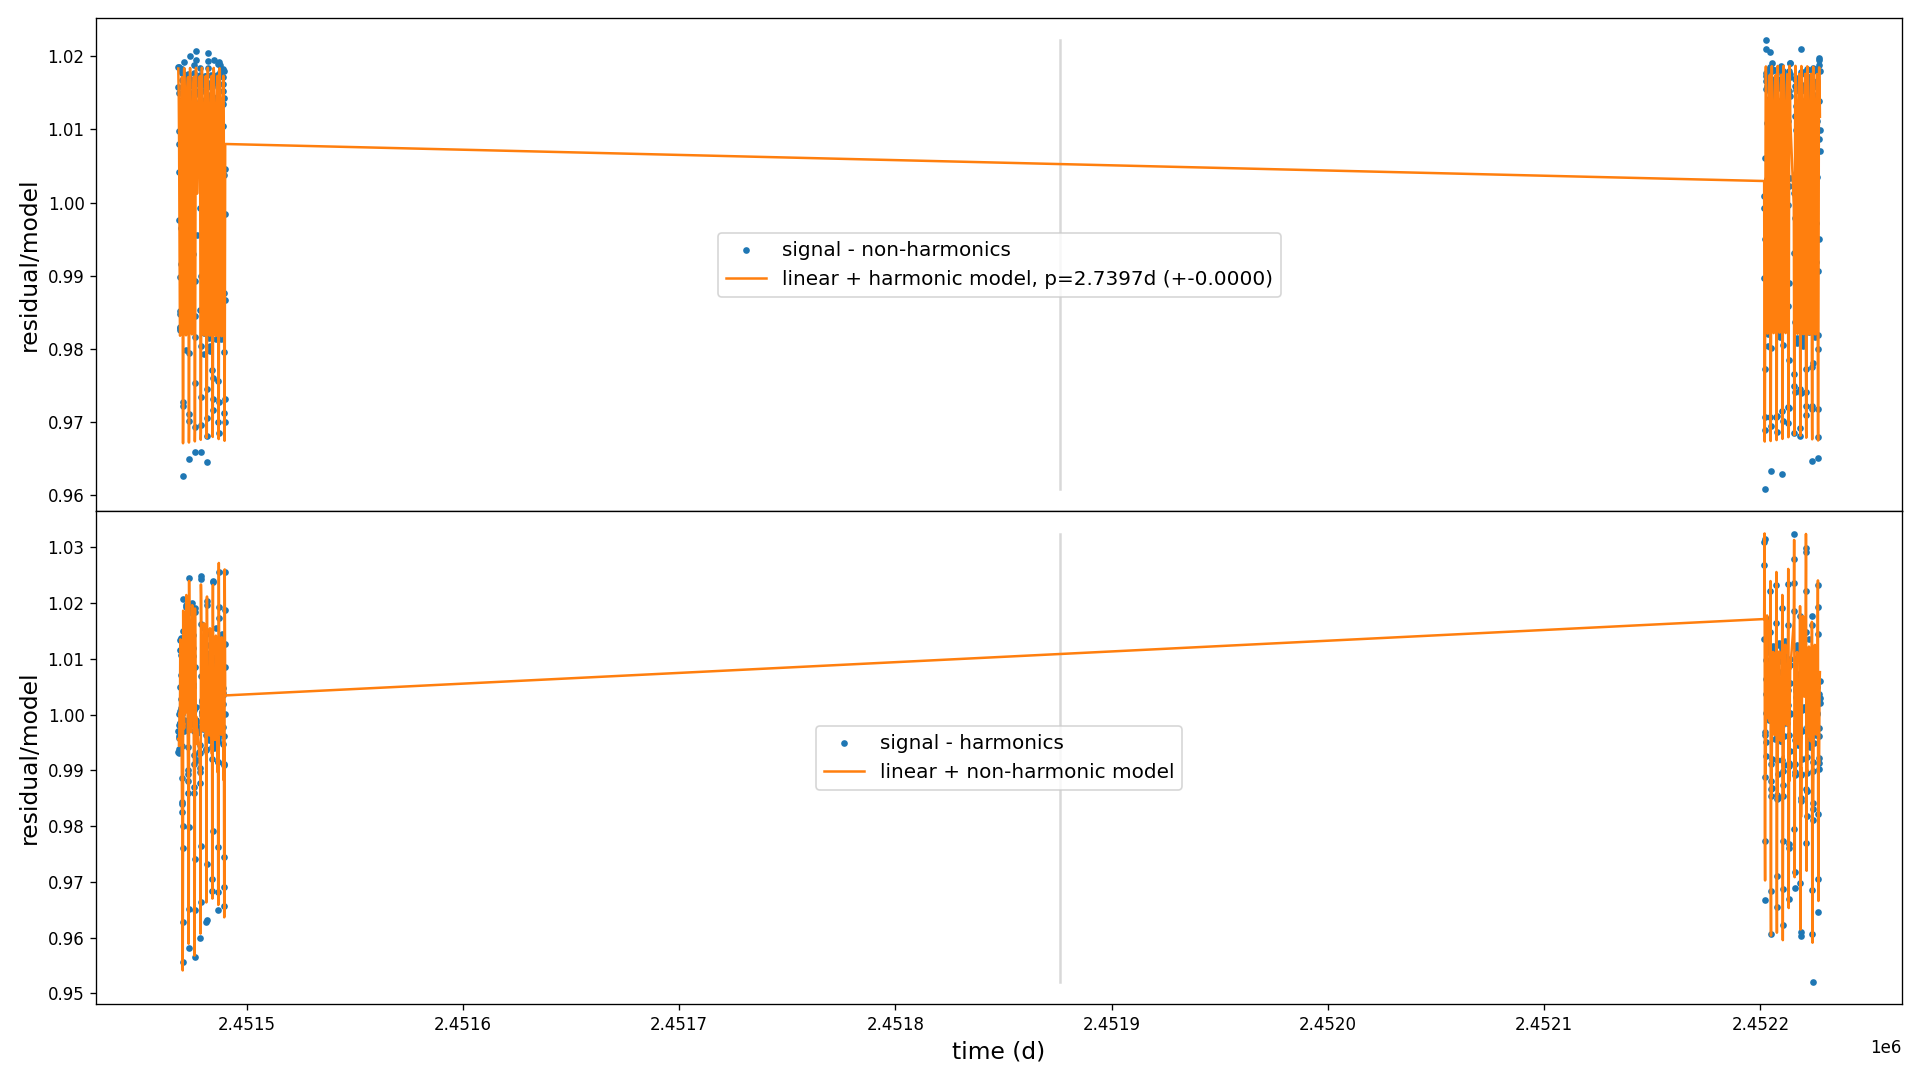 1.02
1.01
1.00
0.99
0.98
0.97
0.96
residual/model
signal - non-harmonics
linear + harmonic model, p=2.7397d (+-0.0000)
1.03
1.02
1.01
1.00
0.99
0.98
0.97
0.96
0.95
residual/model
signal - harmonics
linear + non-harmonic model
2.4515 2.4516 2.4517 2.4518 2.4519 2.4520 2.4521 2.4522
1e6
time (d)